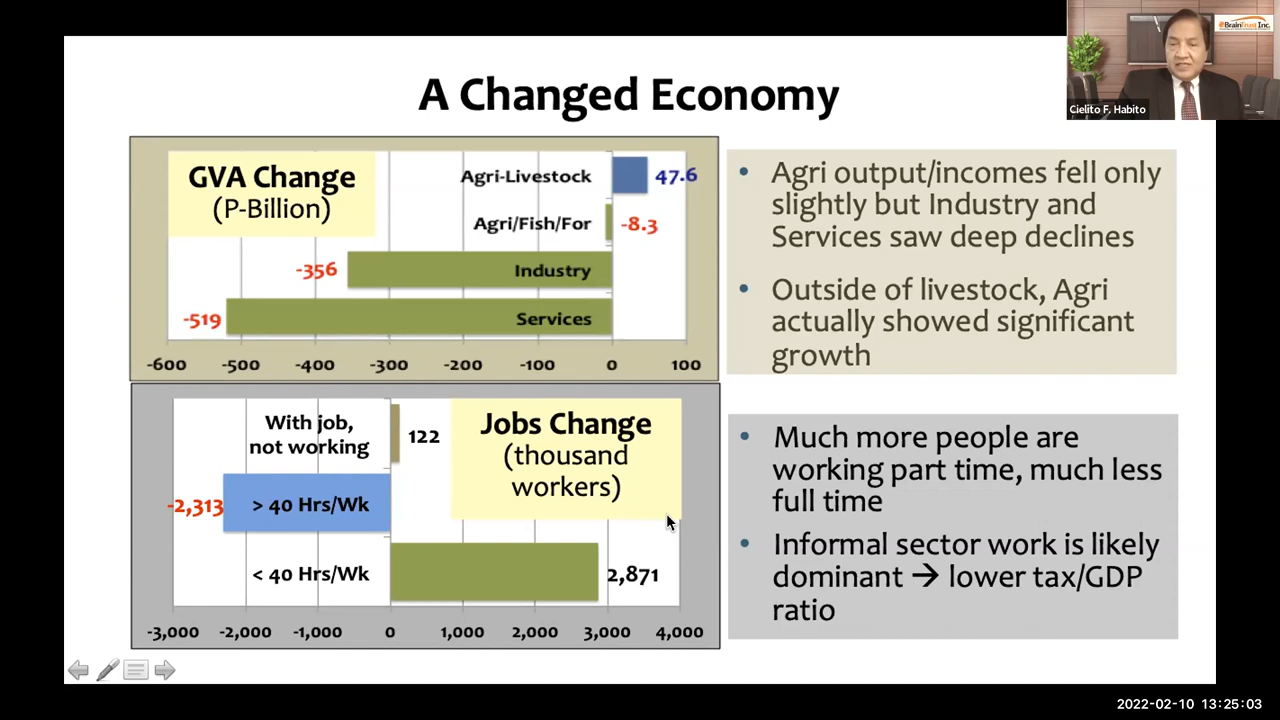 A Changed Economy
BrainTrust Inc.
Cielito F. Habito
GVA Change
(P-Billion)
Agri-Livestock
47.6
Agri/Fish/For
-8.3
-356
Industry
-519
Services
-600 -500 -400 -300 -200 -100 0 100
• Agri output/incomes fell only
slightly but Industry and
Services saw deep declines
• Outside of livestock, Agri
actually showed significant
growth
With job,
not working
122
Jobs Change
(thousand
workers)
-2,313
> 40 Hrs/Wk
< 40 Hrs/Wk
2,871
-3,000 -2,000 -1,000 0 1,000 2,000 3,000 4,000
• Much more people are
working part time, much less
full time
• Informal sector work is likely
dominant → lower tax/GDP
ratio
2022-02-10 13:25:03